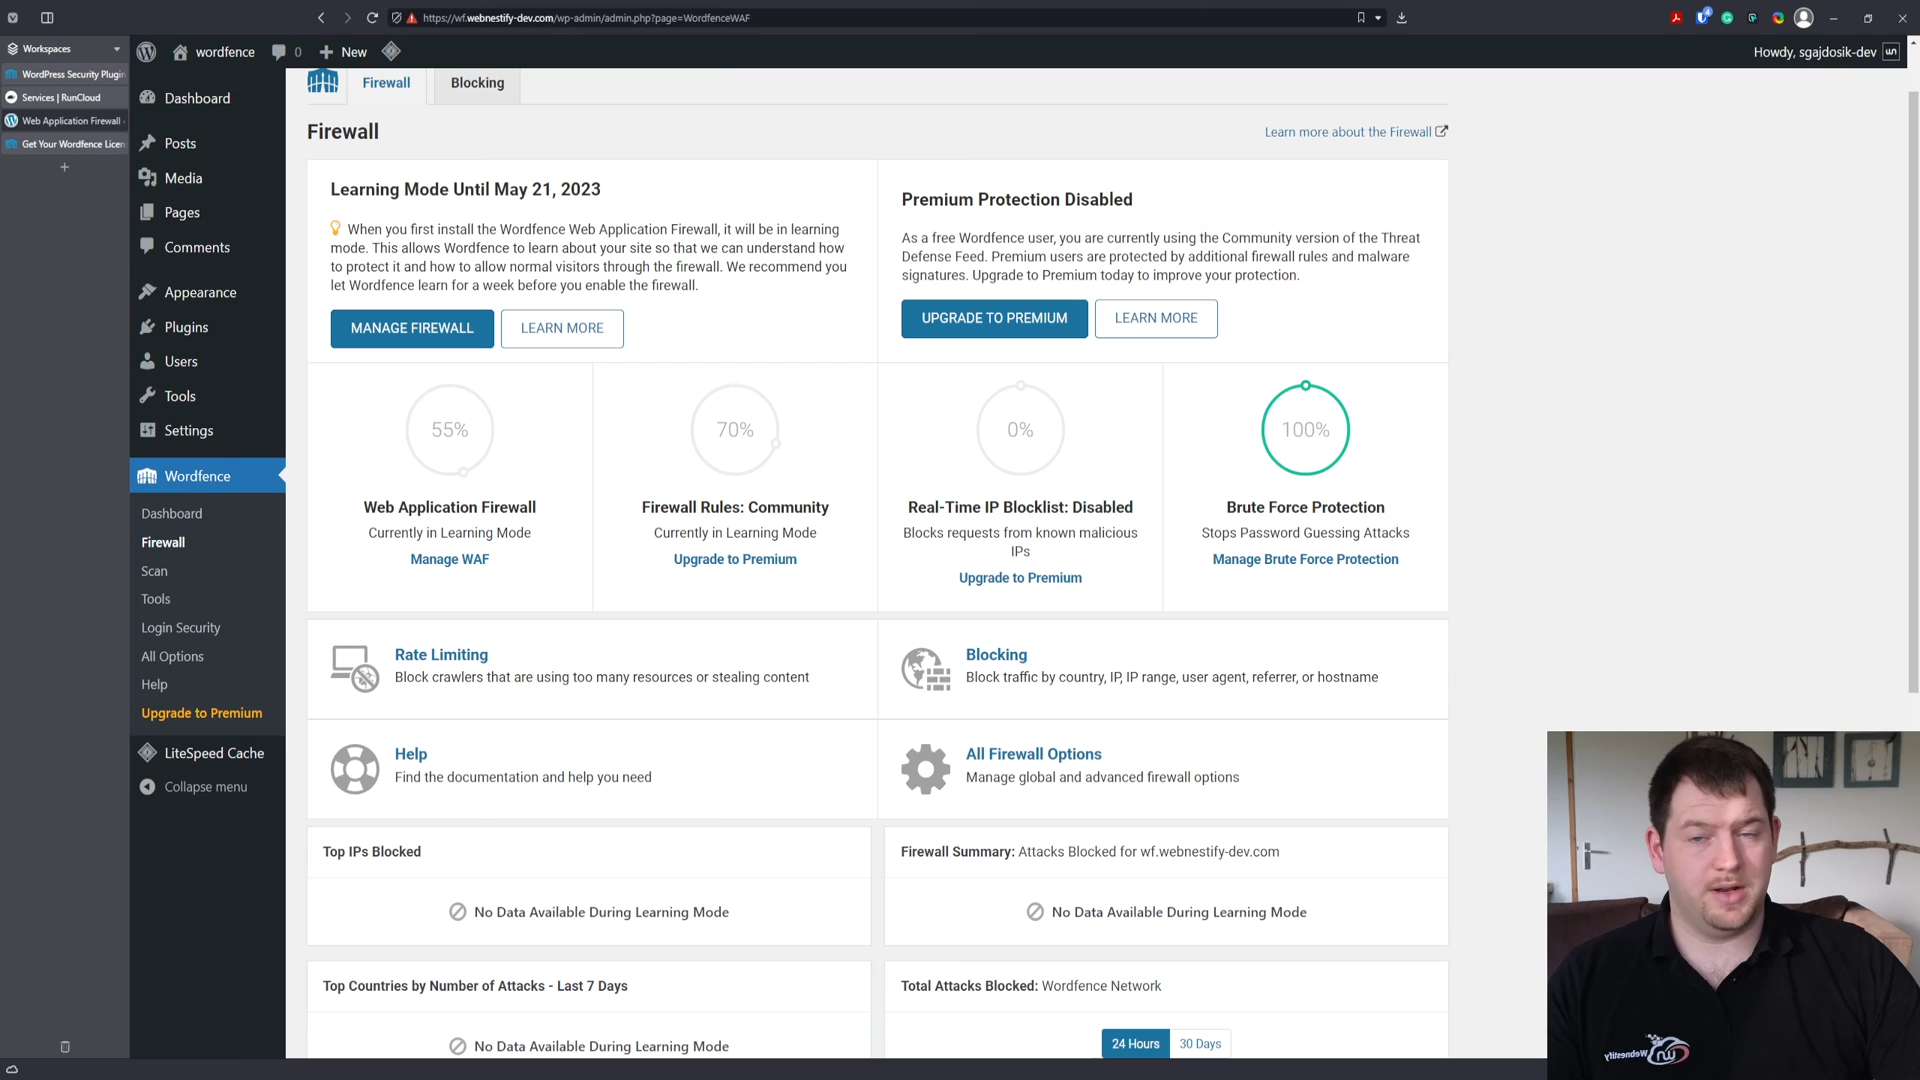 https://wf.webnestify-dev.com/wp-admin/admin.php?page=WordfenceWAF
4
Workspaces
WordPress Security Plugin
Services | RunCloud
Web Application Firewall
Get Your Wordfence Licen
wordfence
0
New
Howdy, sgajdosik-dev
Dashboard
Posts
Media
Pages
Comments
Appearance
Plugins
Users
Tools
Settings
Wordfence
Dashboard
Firewall
Scan
Tools
Login Security
All Options
Help
Upgrade to Premium
LiteSpeed Cache
Collapse menu
Firewall
Blocking
Firewall
Learn more about the Firewall
Learning Mode Until May 21, 2023
When you first install the Wordfence Web Application Firewall, it will be in learning
mode. This allows Wordfence to learn about your site so that we can understand how
to protect it and how to allow normal visitors through the firewall. We recommend you
let Wordfence learn for a week before you enable the firewall.
MANAGE FIREWALL
LEARN MORE
Premium Protection Disabled
As a free Wordfence user, you are currently using the Community version of the Threat
Defense Feed. Premium users are protected by additional firewall rules and malware
signatures. Upgrade to Premium today to improve your protection.
UPGRADE TO PREMIUM
LEARN MORE
55%
Web Application Firewall
Currently in Learning Mode
Manage WAF
70%
Firewall Rules: Community
Currently in Learning Mode
Upgrade to Premium
0%
Real-Time IP Blocklist: Disabled
Blocks requests from known malicious
IPs
Upgrade to Premium
100%
Brute Force Protection
Stops Password Guessing Attacks
Manage Brute Force Protection
Rate Limiting
Block crawlers that are using too many resources or stealing content
Blocking
Block traffic by country, IP, IP range, user agent, referrer, or hostname
Help
Find the documentation and help you need
All Firewall Options
Manage global and advanced firewall options
Top IPs Blocked
No Data Available During Learning Mode
Firewall Summary: Attacks Blocked for wf.webnestify-dev.com
No Data Available During Learning Mode
Top Countries by Number of Attacks - Last 7 Days
No Data Available During Learning Mode
Total Attacks Blocked: Wordfence Network
24 Hours
30 Days
Webnestify